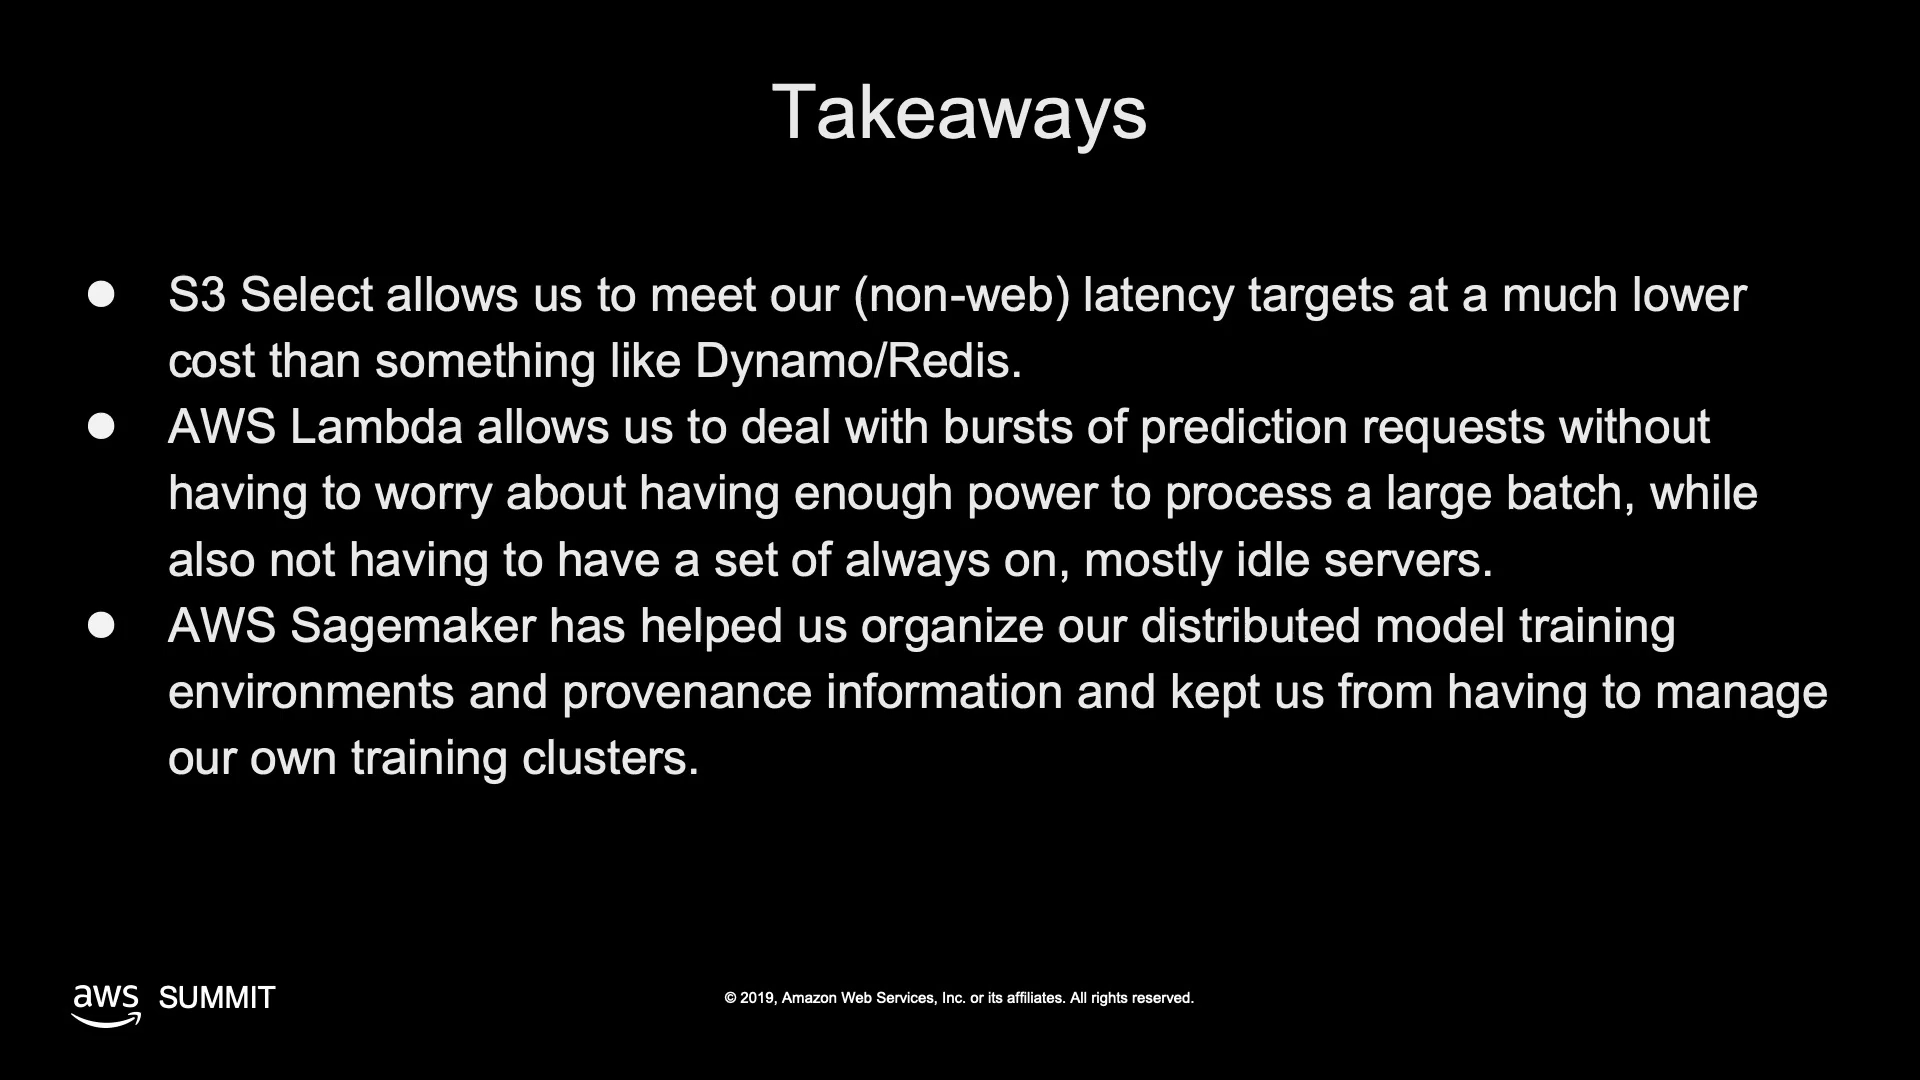 Takeaways
● S3 Select allows us to meet our (non-web) latency targets at a much lower
cost than something like Dynamo/Redis.
● AWS Lambda allows us to deal with bursts of prediction requests without
having to worry about having enough power to process a large batch, while
also not having to have a set of always on, mostly idle servers.
● AWS Sagemaker has helped us organize our distributed model training
environments and provenance information and kept us from having to manage
our own training clusters.
aws SUMMIT
© 2019, Amazon Web Services, Inc. or its affiliates. All rights reserved.